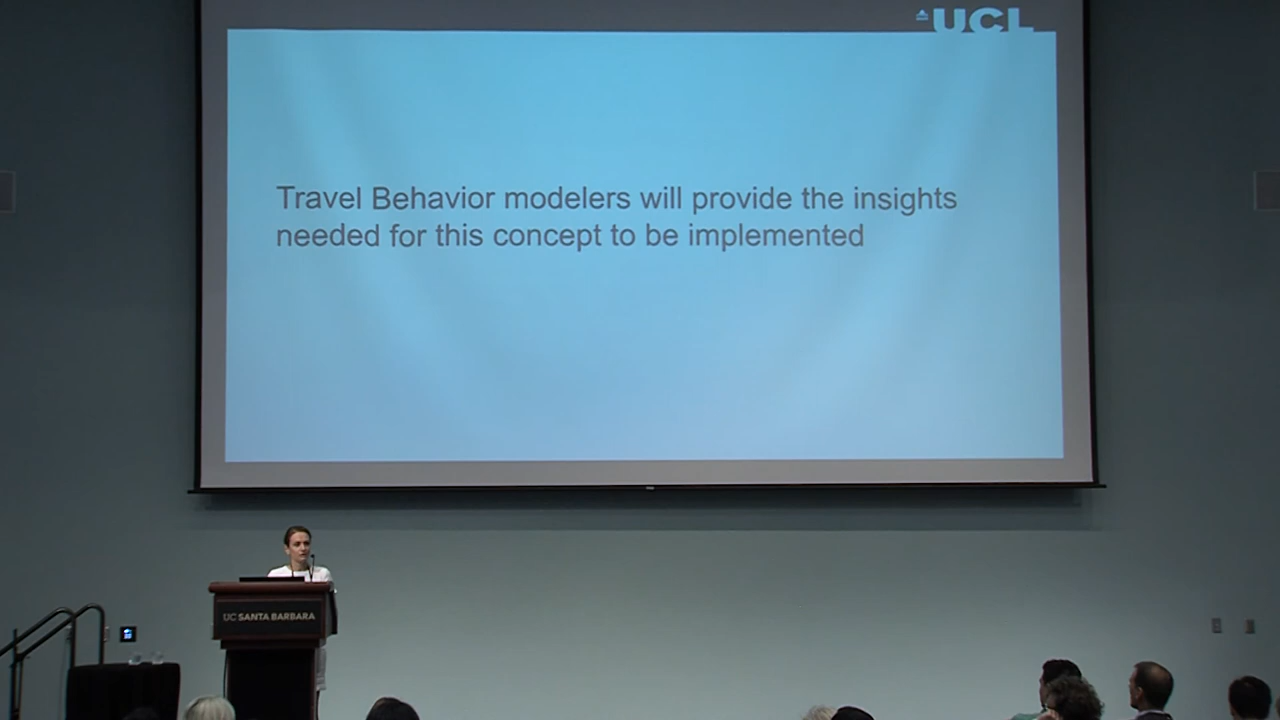 UCL
Travel Behavior modelers will provide the insights
needed for this concept to be implemented
UC SANTA BARBARA